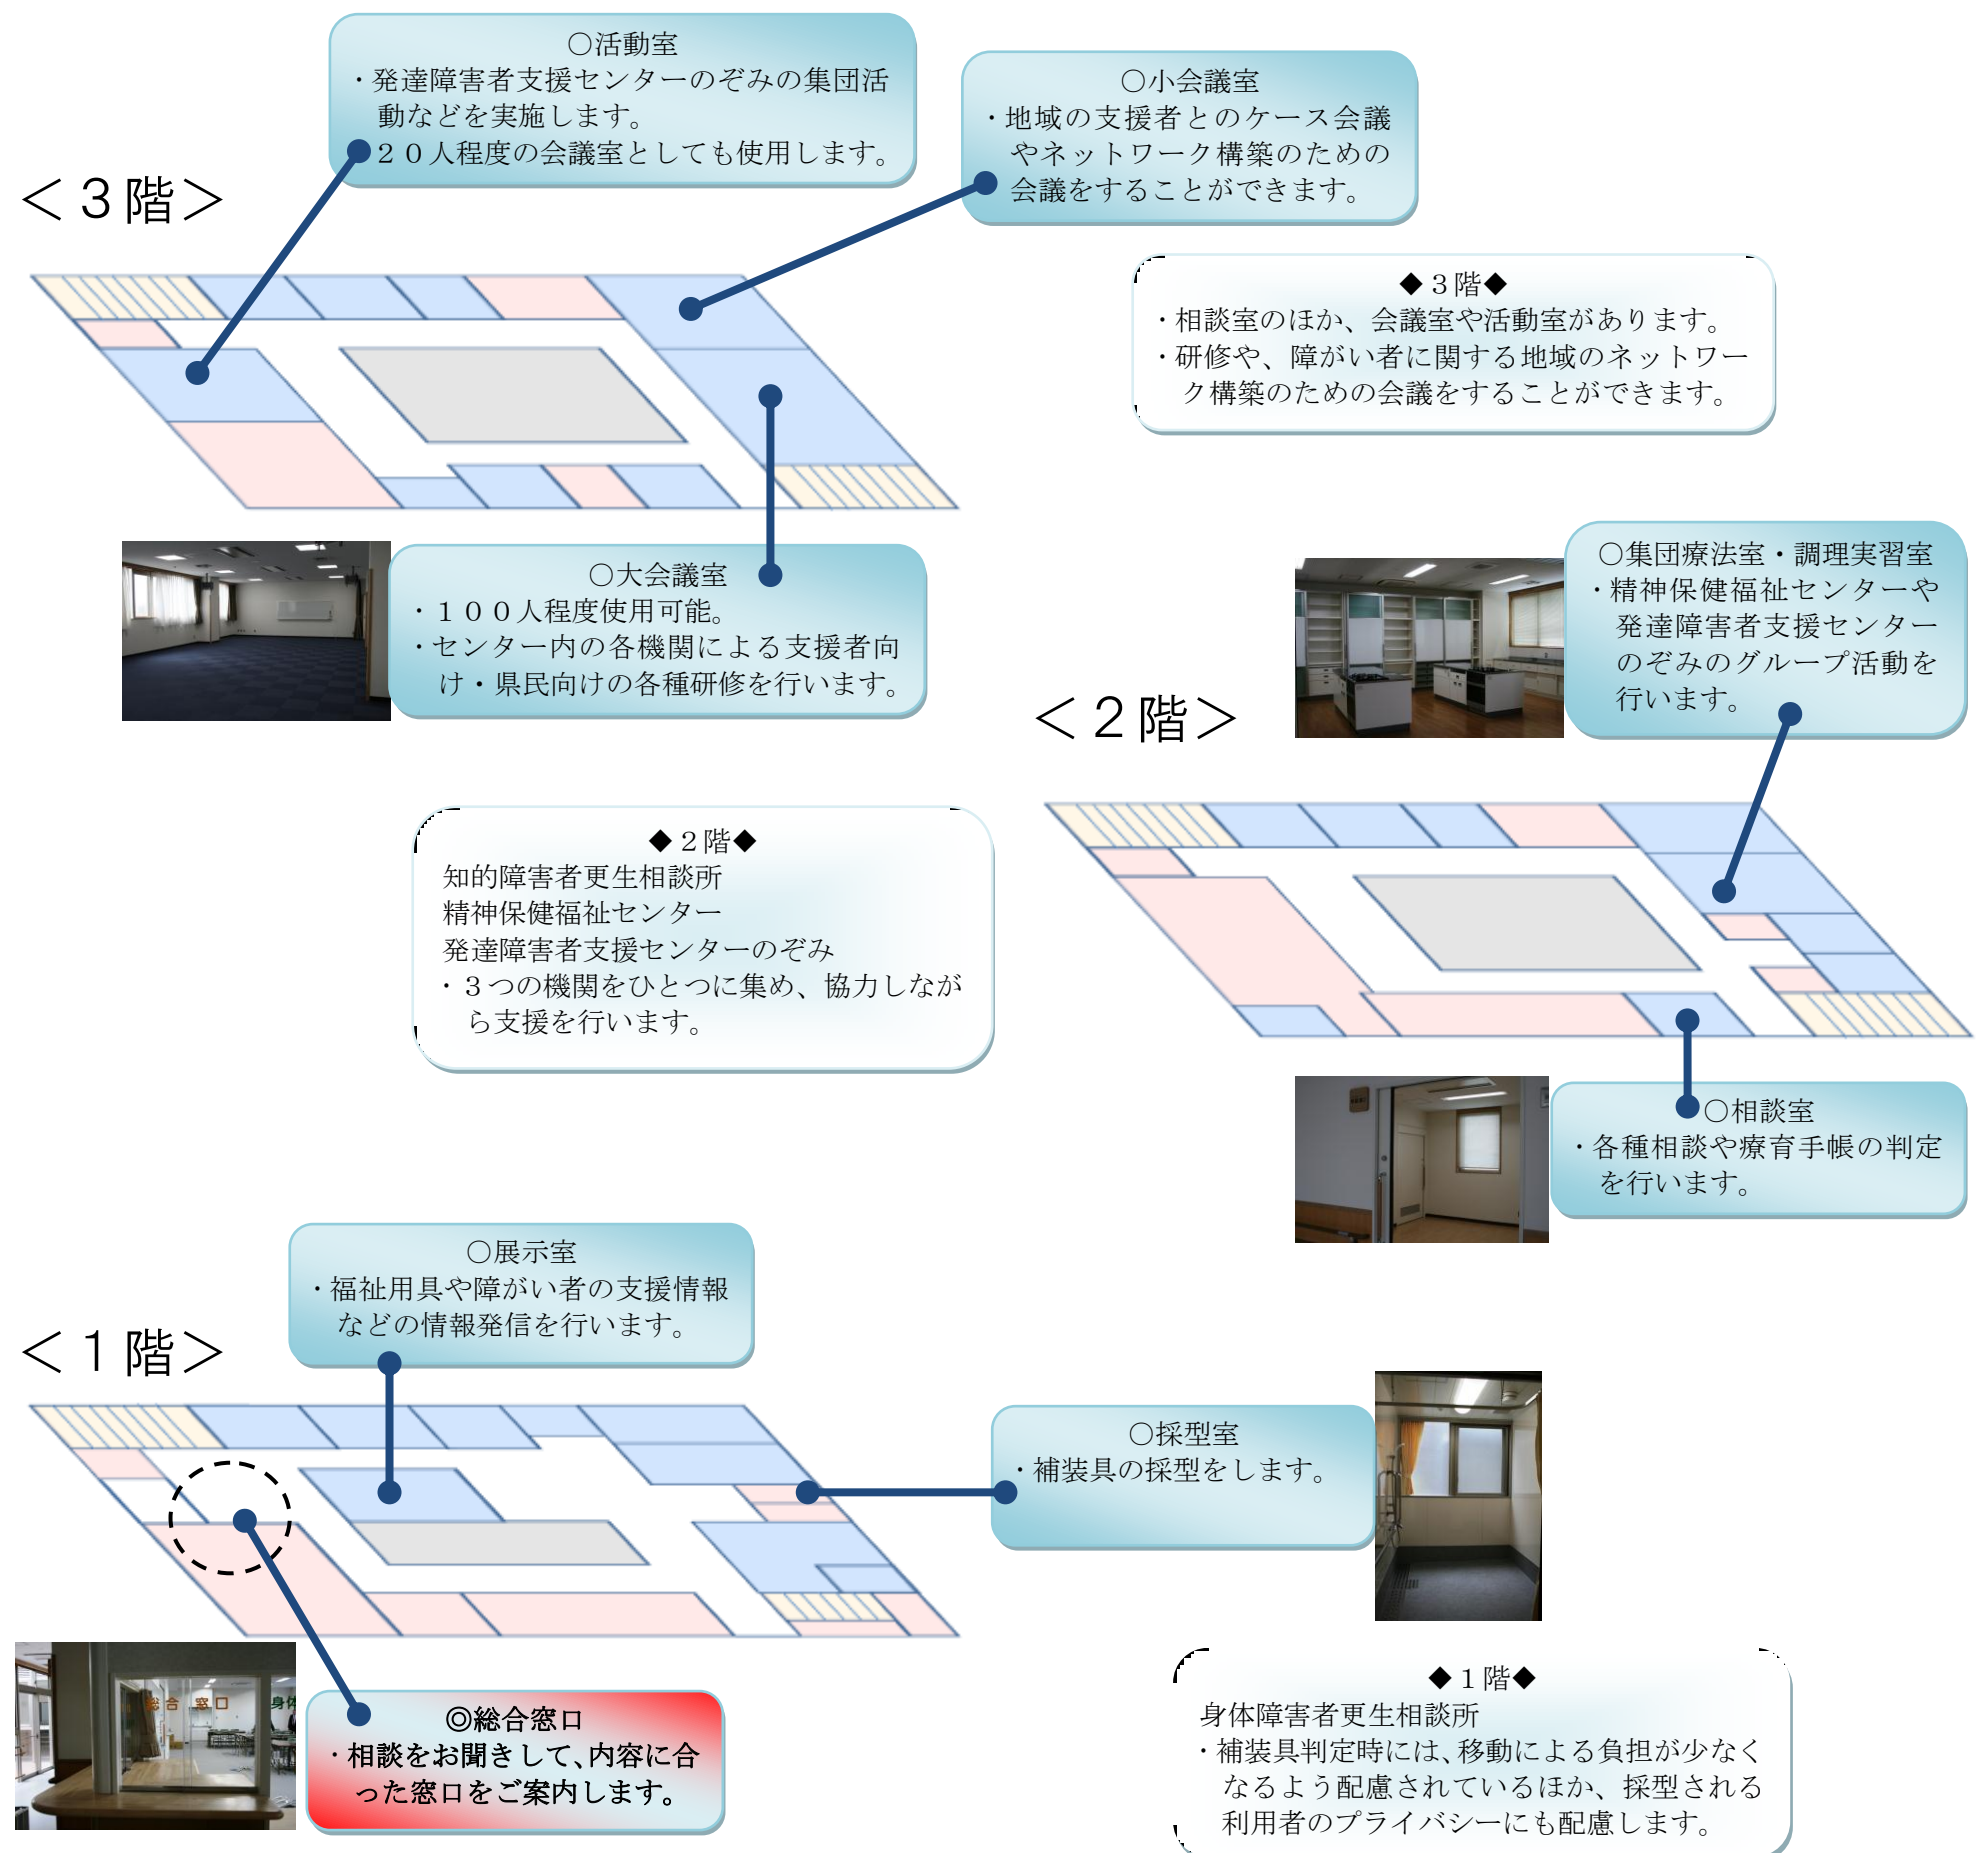 ○活動室
・発達障害者支援センターのぞみの集団活
動などを実施します。
２０人程度の会議室としても使用します。
○小会議室
・地域の支援者とのケース会議
やネットワーク構築のための
会議をすることができます。
＜３階＞
◆３階◆
・相談室のほか、会議室や活動室があります。
・研修や、障がい者に関する地域のネットワー
ク構築のための会議をすることができます。
○大会議室
・１００人程度使用可能。
・センター内の各機関による支援者向
け・県民向けの各種研修を行います。
○集団療法室・調理実習室
・精神保健福祉センターや
発達障害者支援センター
のぞみのグループ活動を
行います。
＜２階＞
◆２階◆
知的障害者更生相談所
精神保健福祉センター
発達障害者支援センターのぞみ
・３つの機関をひとつに集め、協力しなが
ら支援を行います。
○相談室
・各種相談や療育手帳の判定
を行います。
○展示室
・福祉用具や障がい者の支援情報
などの情報発信を行います。
＜１階＞
○採型室
・補装具の採型をします。
総合 窓口
身体
◎総合窓口
・相談をお聞きして、内容に合
った窓口をご案内します。
◆１階◆
身体障害者更生相談所
・補装具判定時には、移動による負担が少なく
なるよう配慮されているほか、採型される
利用者のプライバシーにも配慮します。